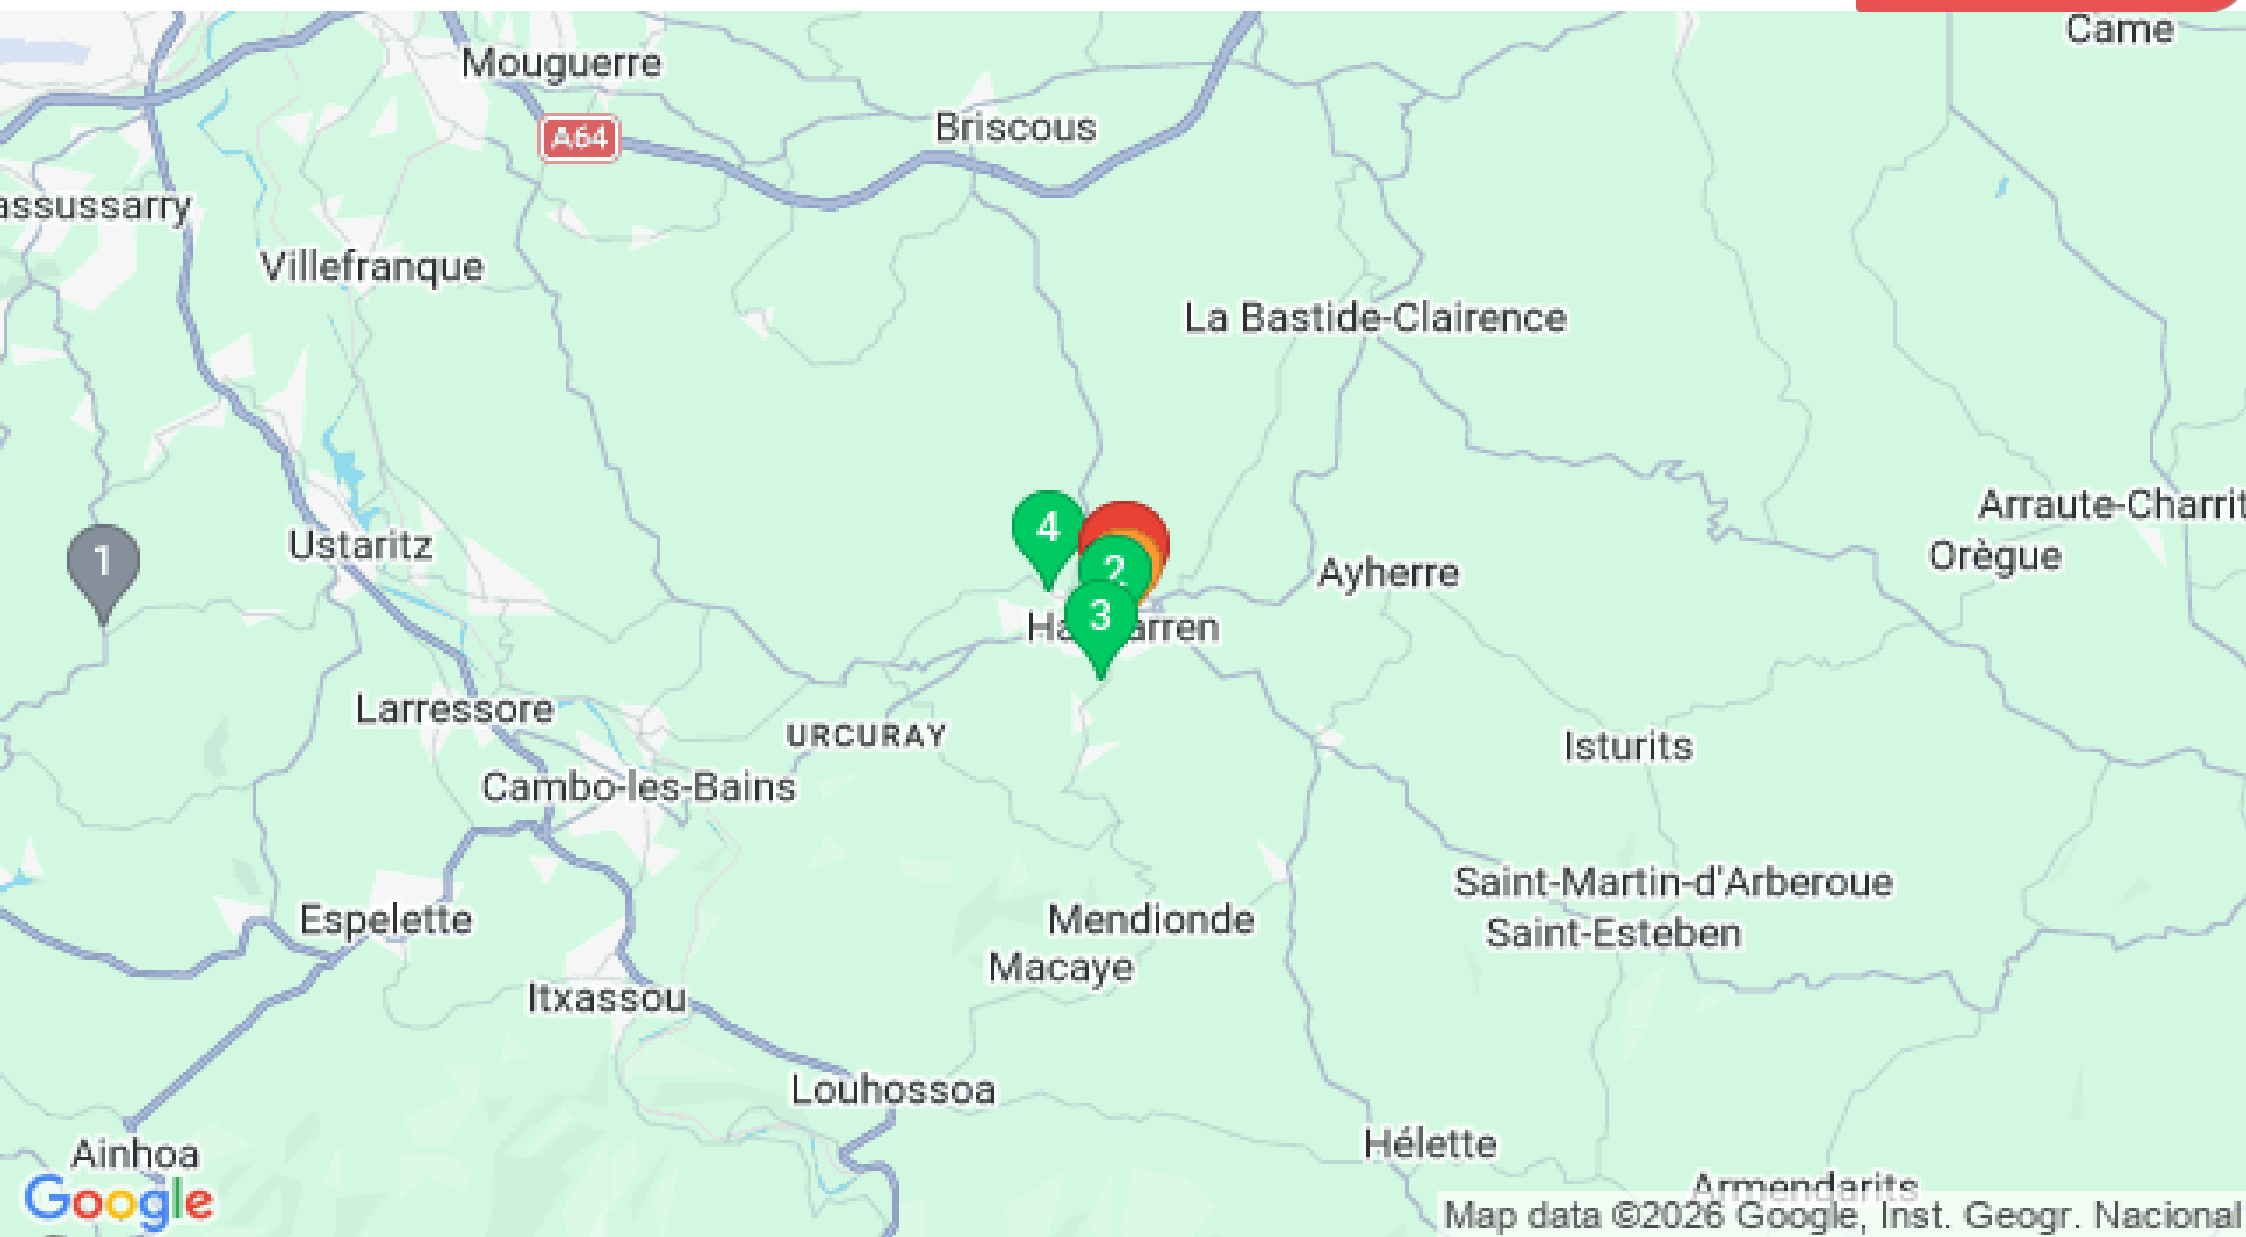 Came
Mouguerre
A64
Briscous
assussarry
Villefranque
La Bastide-Clairence
Arraute-Charrit
4
1
Ustaritz
2
Ayherre
Orègue
3
Ha arren
Larressore
URCURAY
Isturits
Cambo-les-Bains
Saint-Martin-d'Arberoue
Espelette
Mendionde
Saint-Esteben
Macaye
Itxassou
Louhossoa
Hélette
Ainhoa
Armendarits
Google
Map data ©2026 Google, Inst. Geogr. Nacional